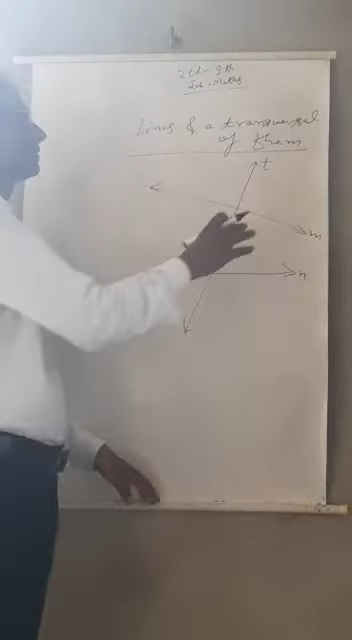 Std - 9th
Sub - Maths
Lines & a transversal
of them
t
m
n